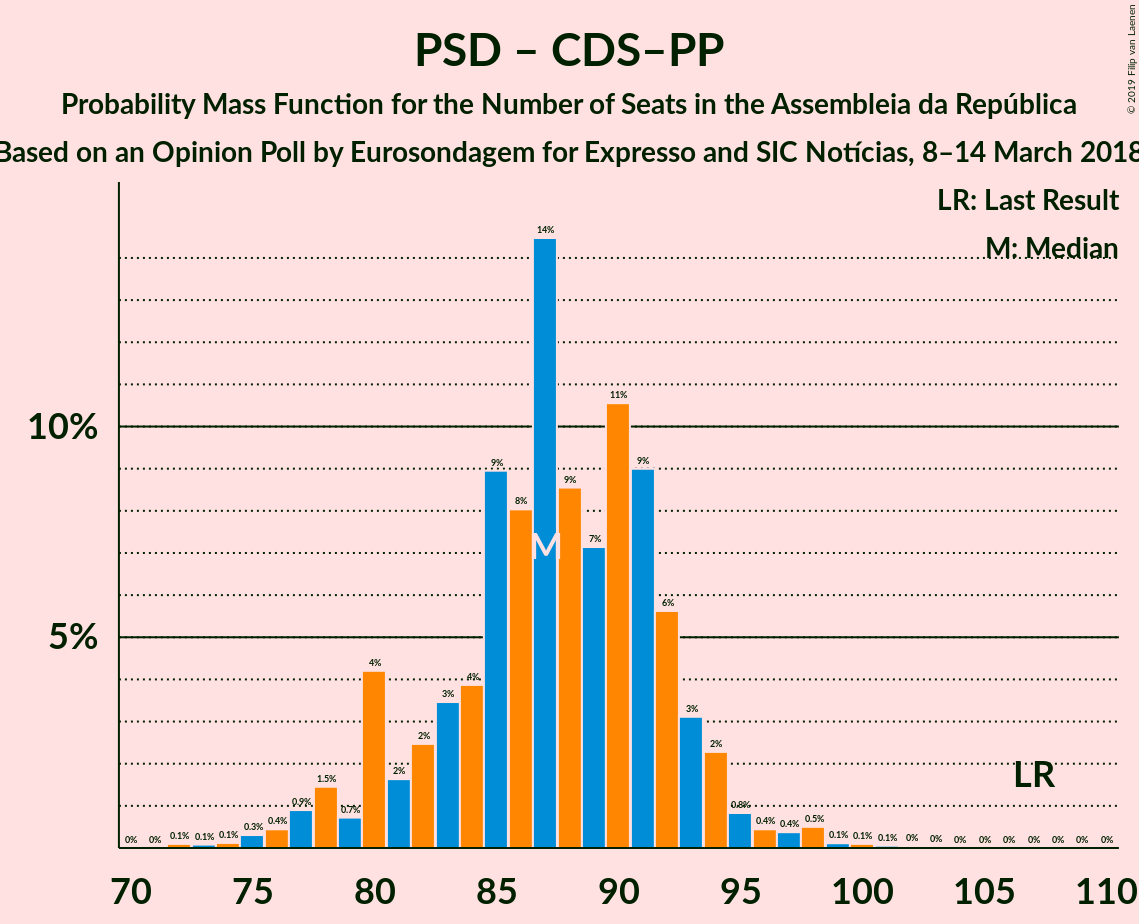 PSD – CDS–PP
Probability Mass Function for the Number of Seats in the Assembleia da República
Based on an Opinion Poll by Eurosondagem for Expresso and SIC Notícias, 8–14 March 2018
© 2019 Filip van Laenen
LR: Last Result
M: Median
10%
5%
0% 0% 0.1% 0.1% 0.1% 0.3% 0.4% 0.9% 1.5% 0.7% 4% 2% 2% 3% 4% 9% 8% 14% 9% 7% 11% 9% 6% 3% 2% 0.8% 0.4% 0.4% 0.5% 0.1% 0.1% 0.1% 0% 0% 0% 0% 0% 0% 0% 0% 0%
M
LR
70 75 80 85 90 95 100 105 110